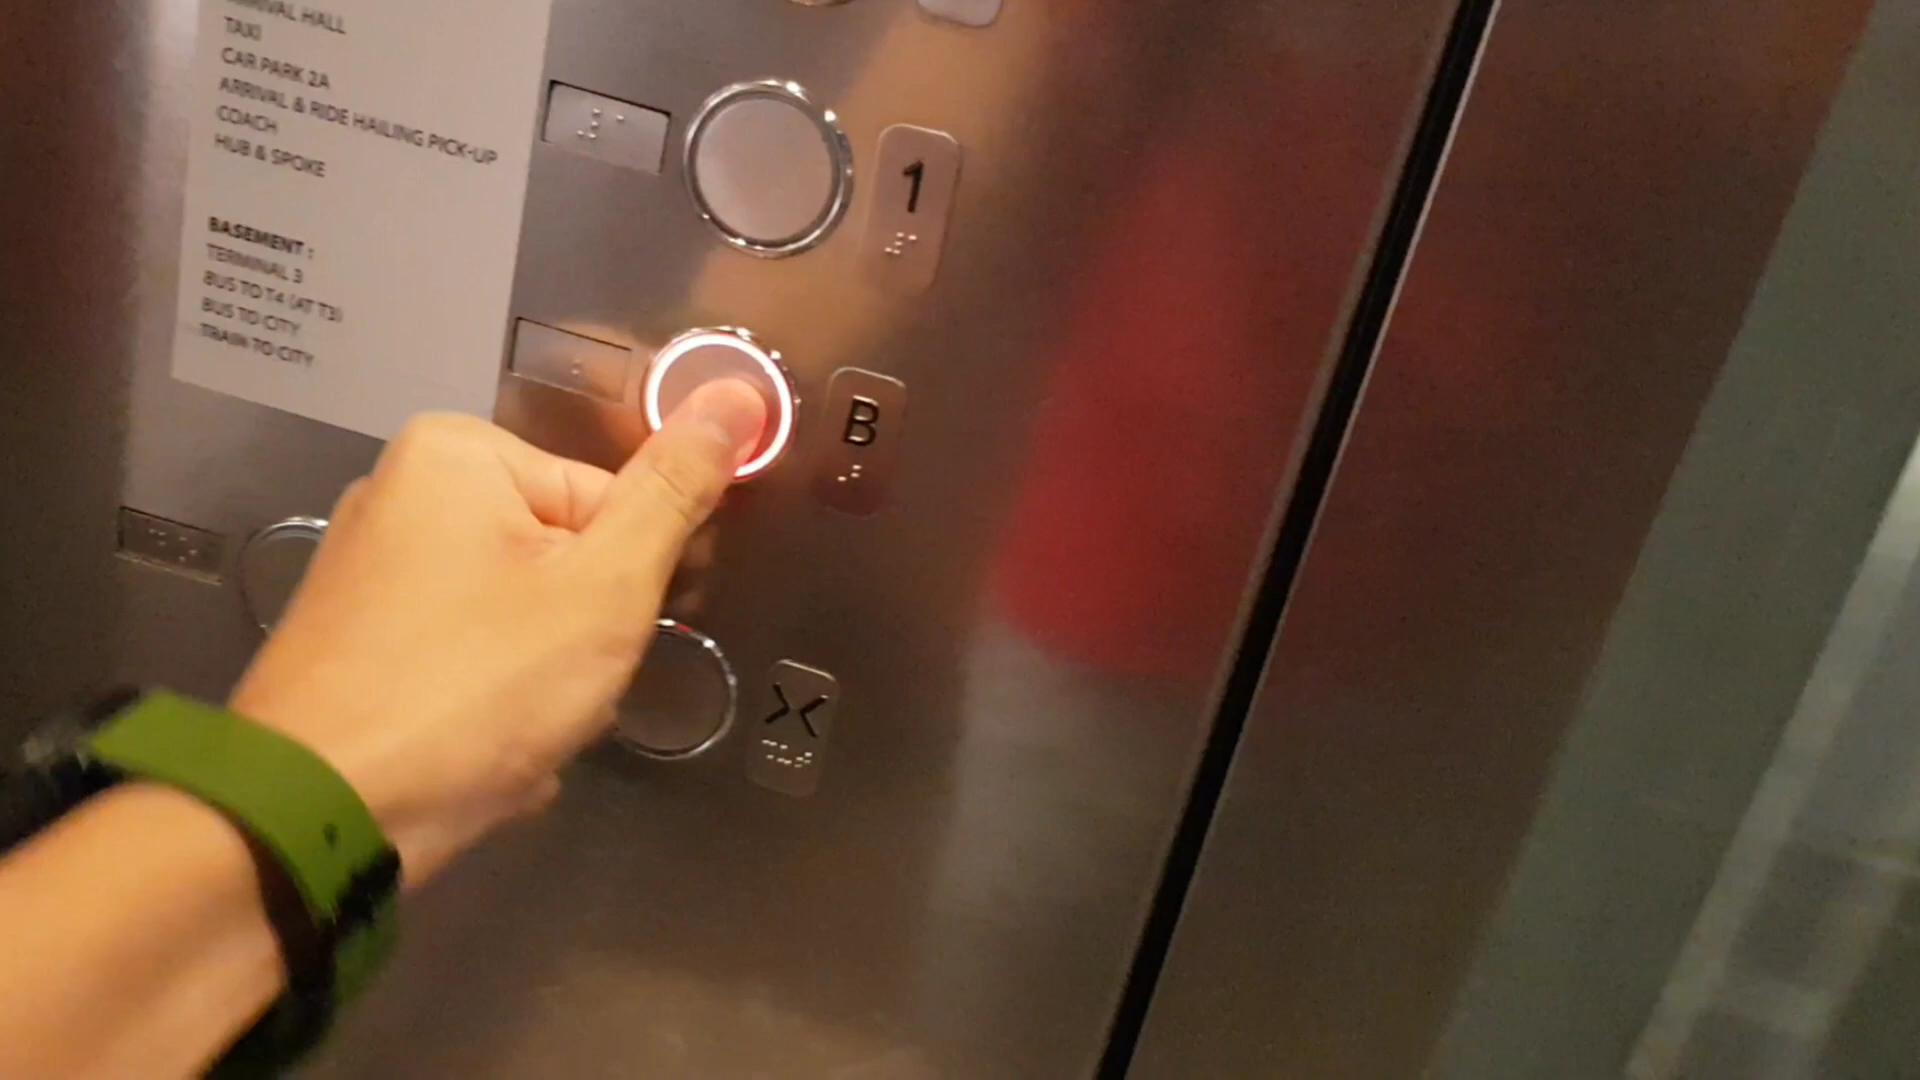 ARRIVAL HALL
TAXI
CAR PARK 2A
ARRIVAL & RIDE HAILING PICK-UP
COACH
HUB & SPOKE
BASEMENT :
TERMINAL 3
BUS TO T4 (AT T3)
BUS TO CITY
TRAIN TO CITY
1
B